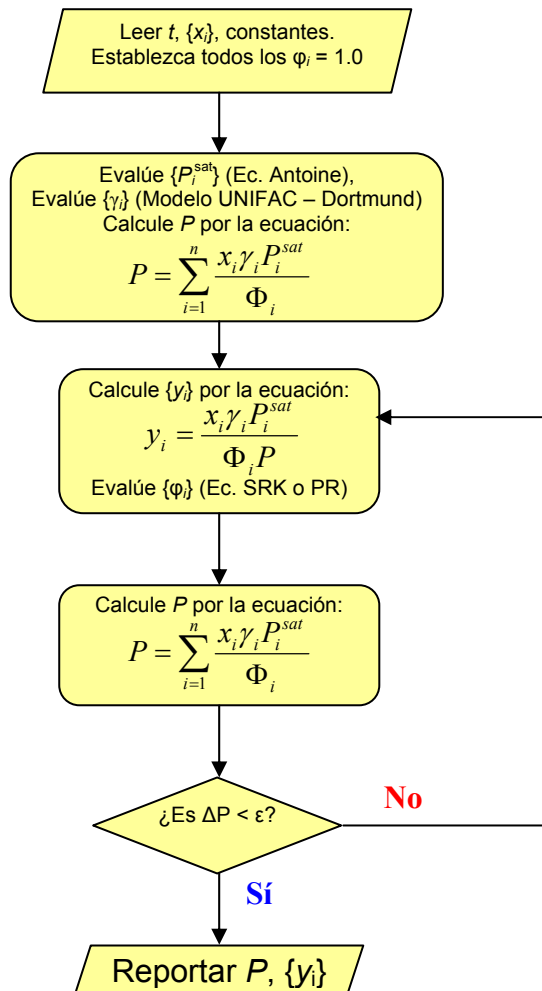 Leer t, {xᵢ}, constantes.
Establezca todos los φᵢ = 1.0
Evalúe {Pᵢˢᵃᵗ} (Ec. Antoine),
Evalúe {γᵢ} (Modelo UNIFAC – Dortmund)
Calcule P por la ecuación:
P = ∑ᵢ₌₁ⁿ xᵢγᵢPᵢˢᵃᵗ / Φᵢ
Calcule {yᵢ} por la ecuación:
yᵢ = xᵢγᵢPᵢˢᵃᵗ / ΦᵢP
Evalúe {φᵢ} (Ec. SRK o PR)
Calcule P por la ecuación:
P = ∑ᵢ₌₁ⁿ xᵢγᵢPᵢˢᵃᵗ / Φᵢ
¿Es ΔP < ε?
No
Sí
Reportar P, {yᵢ}